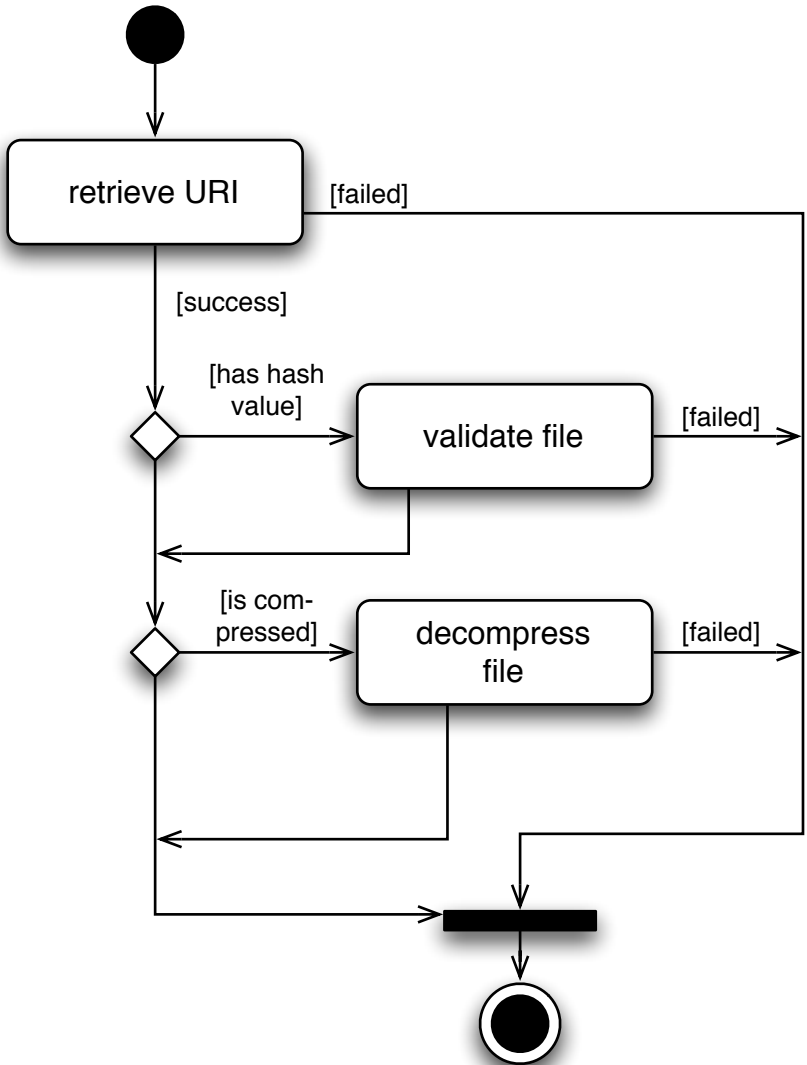 retrieve URI
[failed]
[success]
[has hash
value]
validate file
[failed]
[is com-
pressed]
decompress
file
[failed]